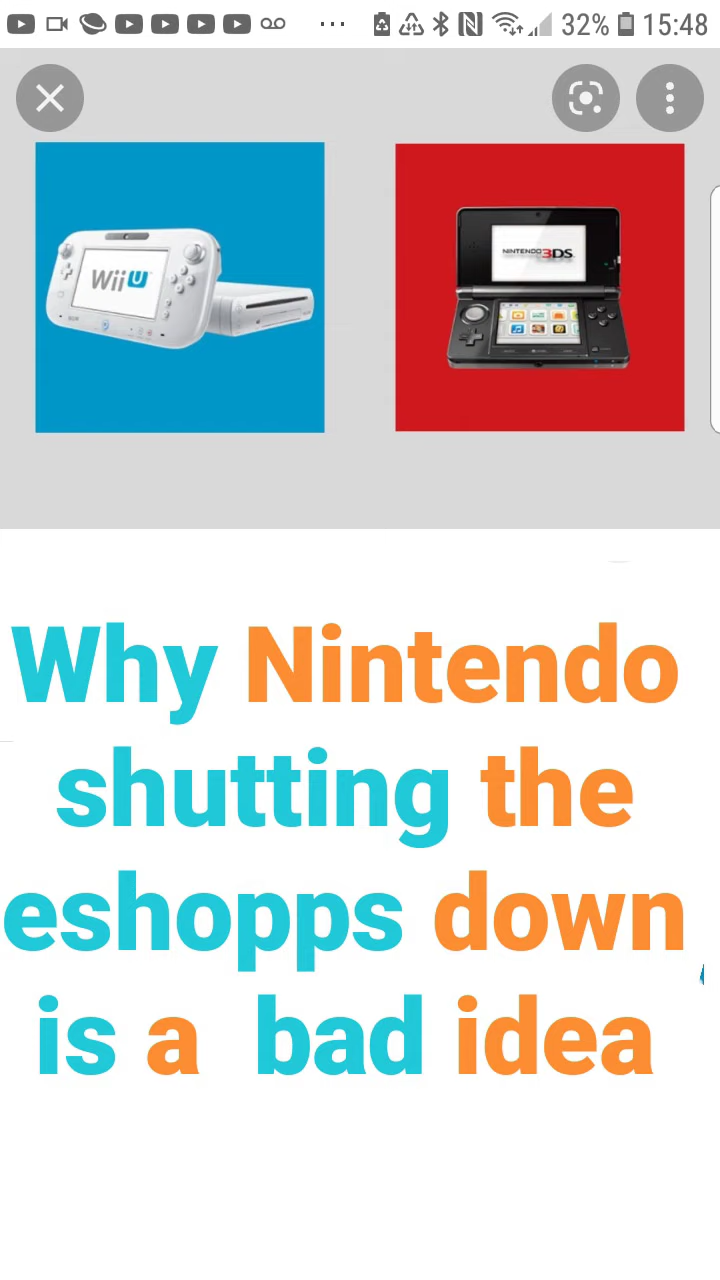 32% 15:48
Wii U
NINTENDO 3DS
Why Nintendo
shutting the
eshopps down
is a bad idea